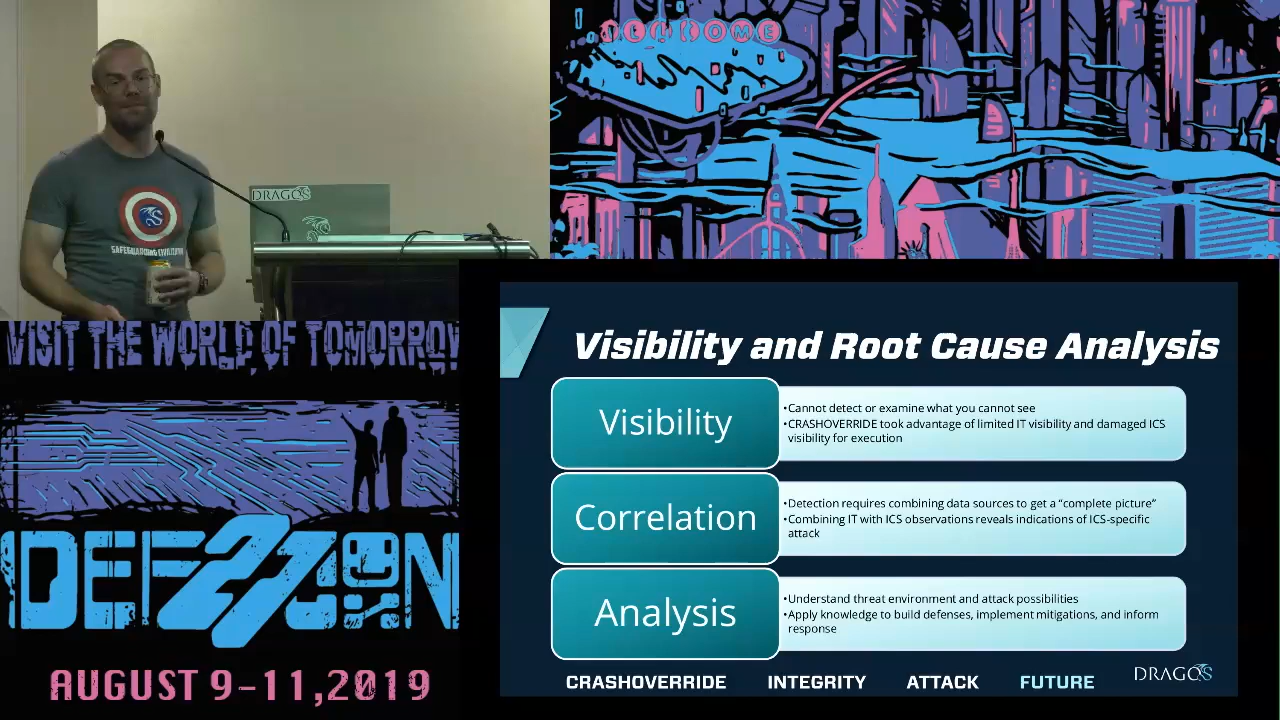 WELCOME
DRAGOS
SAFEGUARDING CIVILIZATION
VISIT THE WORLD OF TOMORROW
DEFCON
27
AUGUST 9-11,2019
Visibility and Root Cause Analysis
Visibility
•Cannot detect or examine what you cannot see
•CRASHOVERRIDE took advantage of limited IT visibility and damaged ICS
visibility for execution
Correlation
•Detection requires combining data sources to get a “complete picture”
•Combining IT with ICS observations reveals indications of ICS-specific
attack
Analysis
•Understand threat environment and attack possibilities
•Apply knowledge to build defenses, implement mitigations, and inform
response
CRASHOVERRIDE INTEGRITY ATTACK FUTURE
DRAGOS